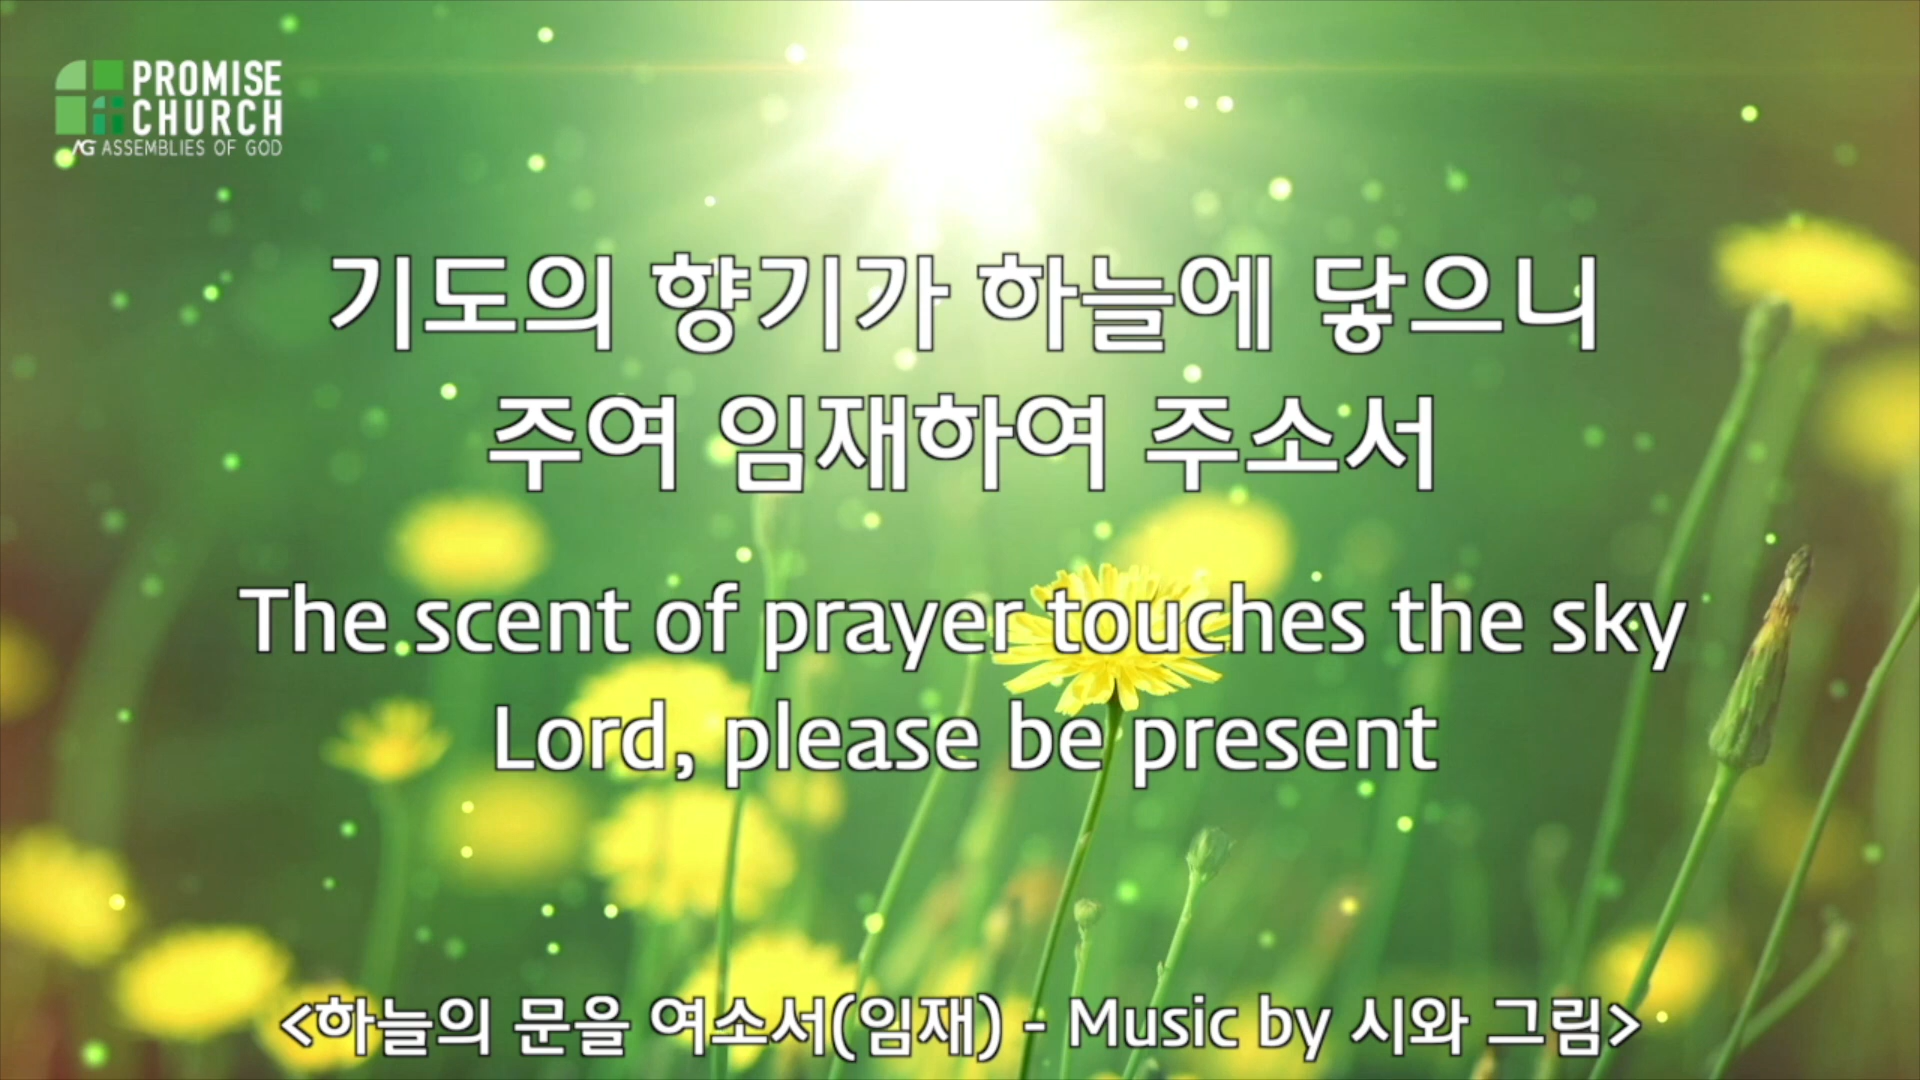 PROMISE
CHURCH
AG ASSEMBLIES OF GOD
기도의 향기가 하늘에 닿으니
주여 임재하여 주소서
The scent of prayer touches the sky
Lord, please be present
<하늘의 문을 여소서(임재) - Music by 시와 그림>